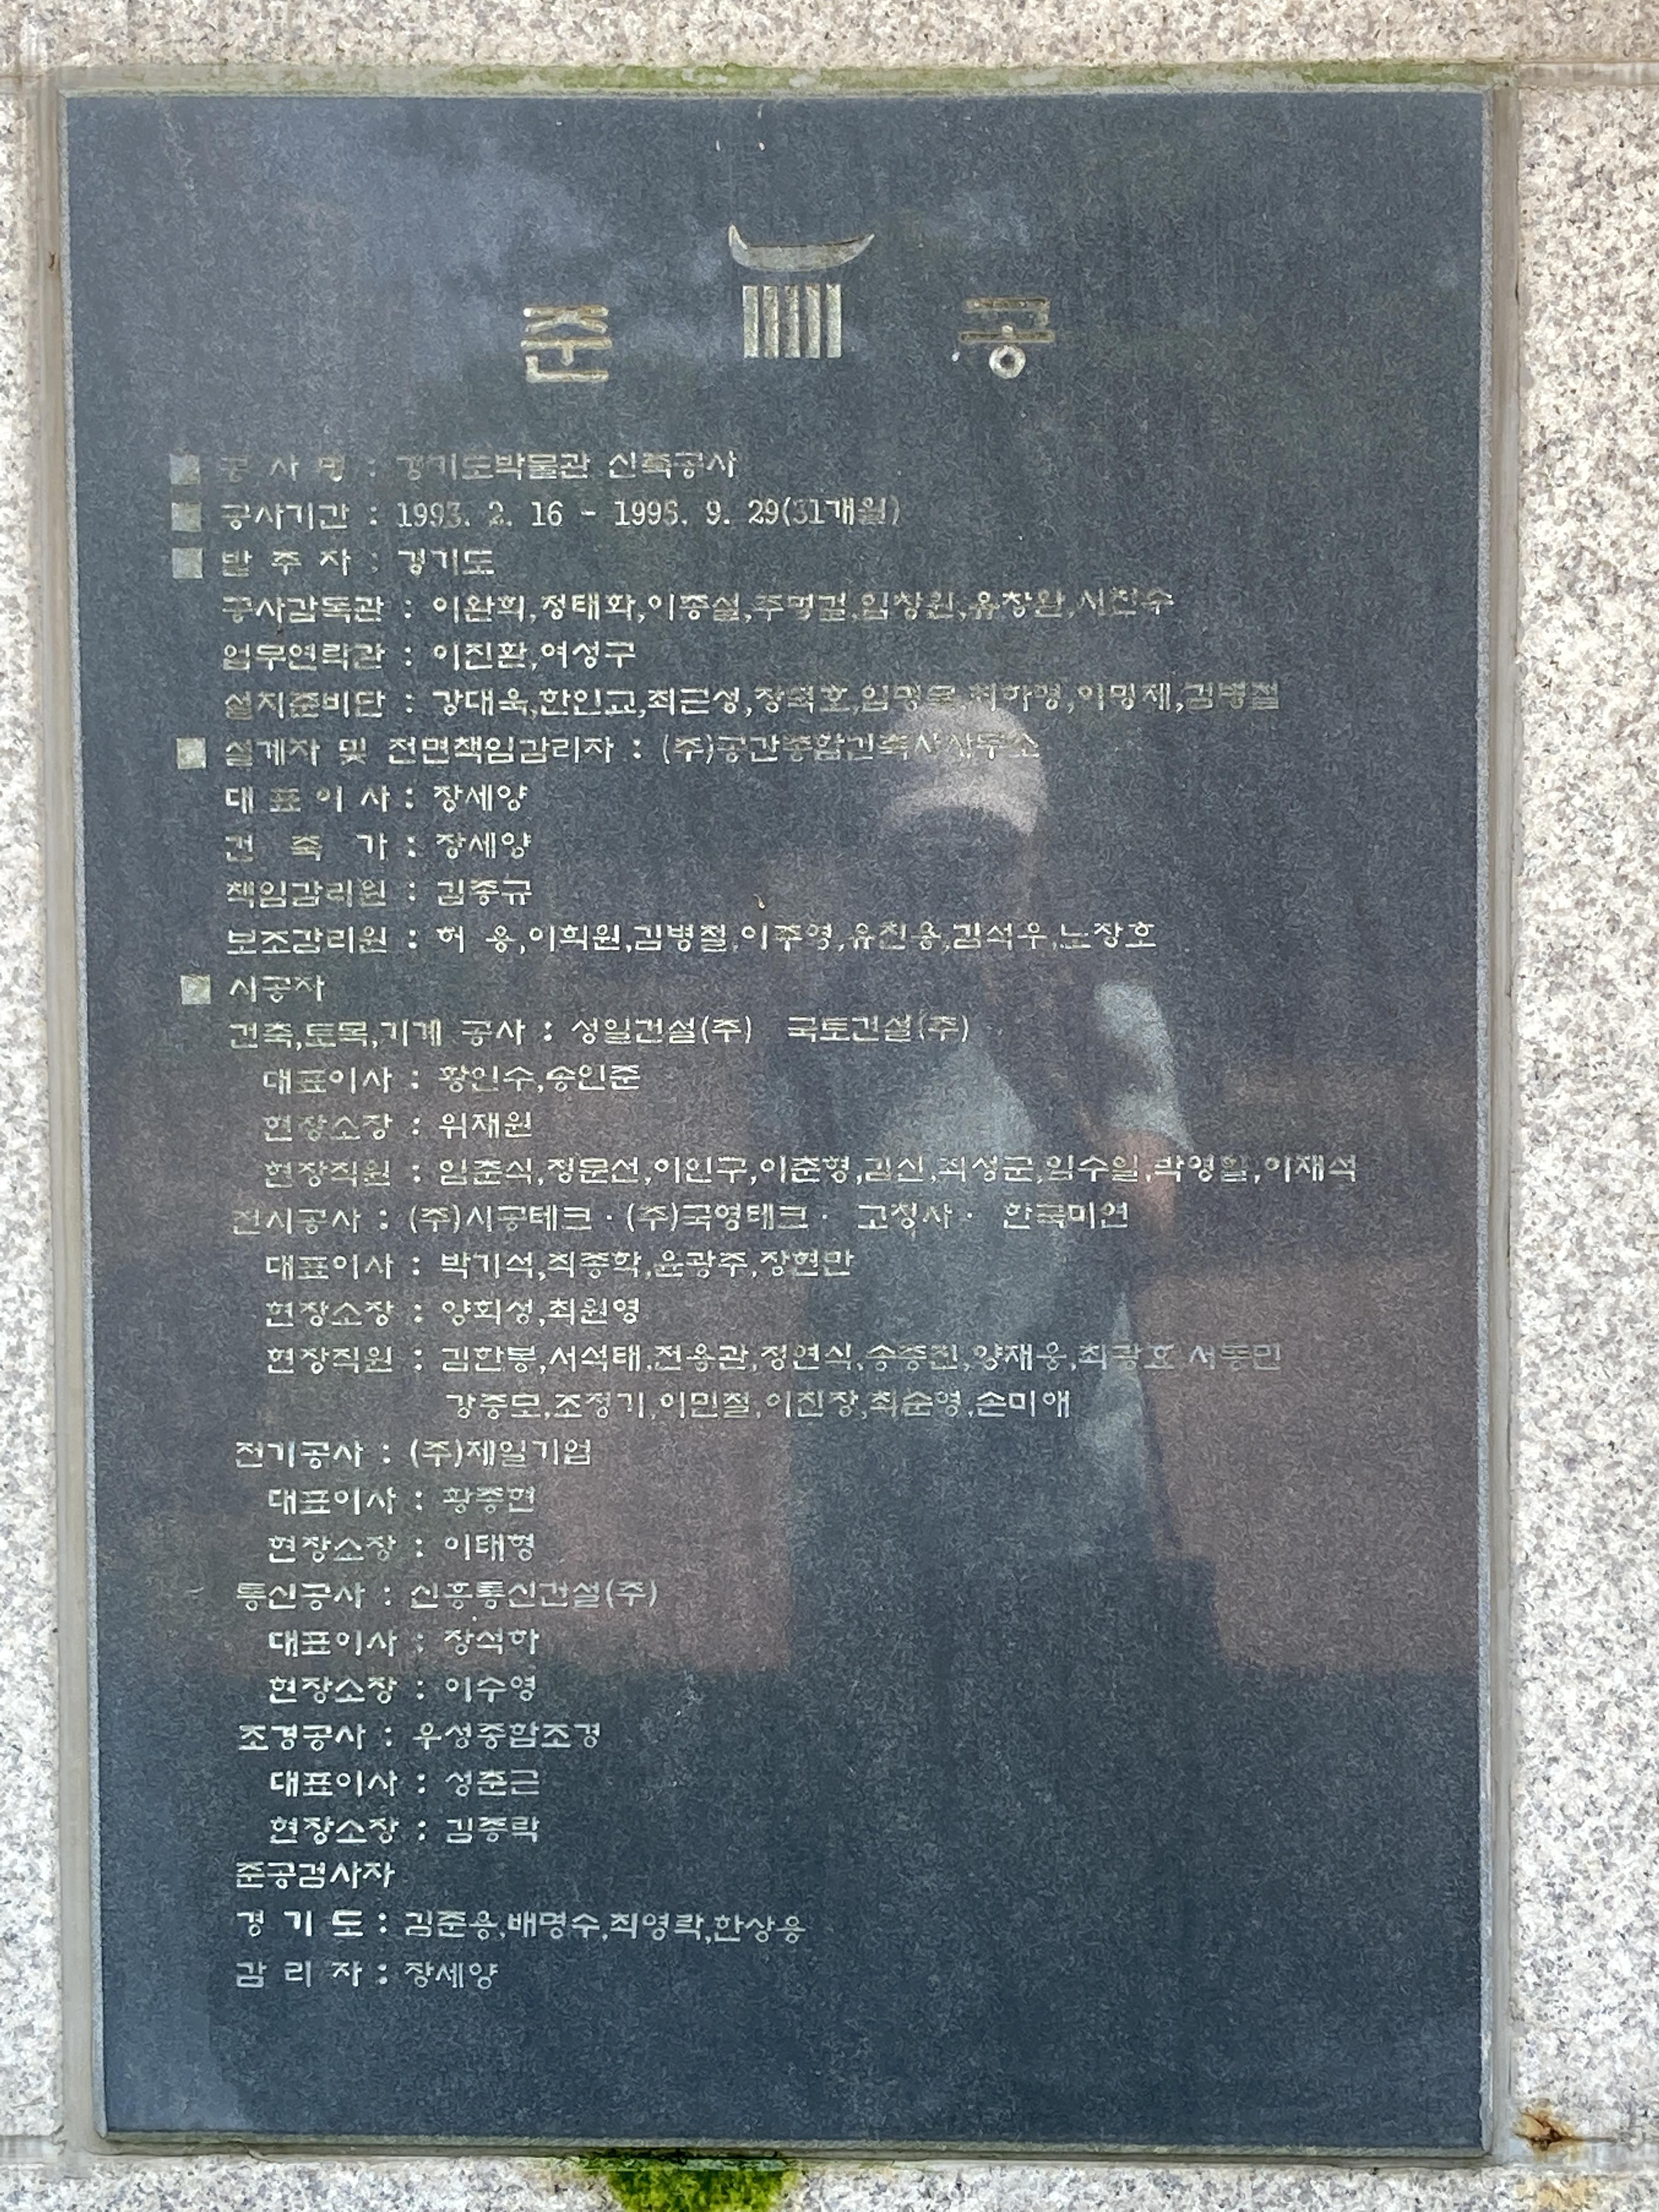 준 공
공 사 명 : 경기도박물관 신축공사
공사기간 : 1993. 2. 16 - 1995. 9. 29(31개월)
발 주 자 : 경기도
공사감독관 : 이완희,정태화,이종설,주명걸,임창원,유창완,서천수
업무연락관 : 이진환,여성구
설치준비단 : 강대욱,한인교,최근성,장혁호,임명복,최하명,이명재,김병철
설계자 및 전면책임감리자 : (주)공간종합건축사사무소
대 표 이 사 : 장세양
건 축 가 : 장세양
책임감리원 : 김종규
보조감리원 : 허 용,이희원,김병철,이주영,유진용,김석우,노장호
시공자
건축,토목,기계 공사 : 성일건설(주) 국토건설(주)
대표이사 : 황인수,송인준
현장소장 : 위재원
현장직원 : 임춘식,정문선,이인구,이준형,김신,최성군,임수일,박영활,이재석
전시공사 : (주)시공테크 · (주)국영테크 · 고청사 · 한국미연
대표이사 : 박기석,최종학,윤광주,장현만
현장소장 : 양회성,최원영
현장직원 : 김한봉,서석태,전용관,정연식,송증진,양재웅,최광호 서동민
강종모,조정기,이민철,이진장,최순영,손미애
전기공사 : (주)제일기업
대표이사 : 황중현
현장소장 : 이태형
통신공사 : 신흥통신건설(주)
대표이사 : 장석하
현장소장 : 이수영
조경공사 : 우성종합조경
대표이사 : 성춘근
현장소장 : 김종락
준공검사자
경 기 도 : 김준용,배명수,최영락,한상용
감 리 자 : 장세양